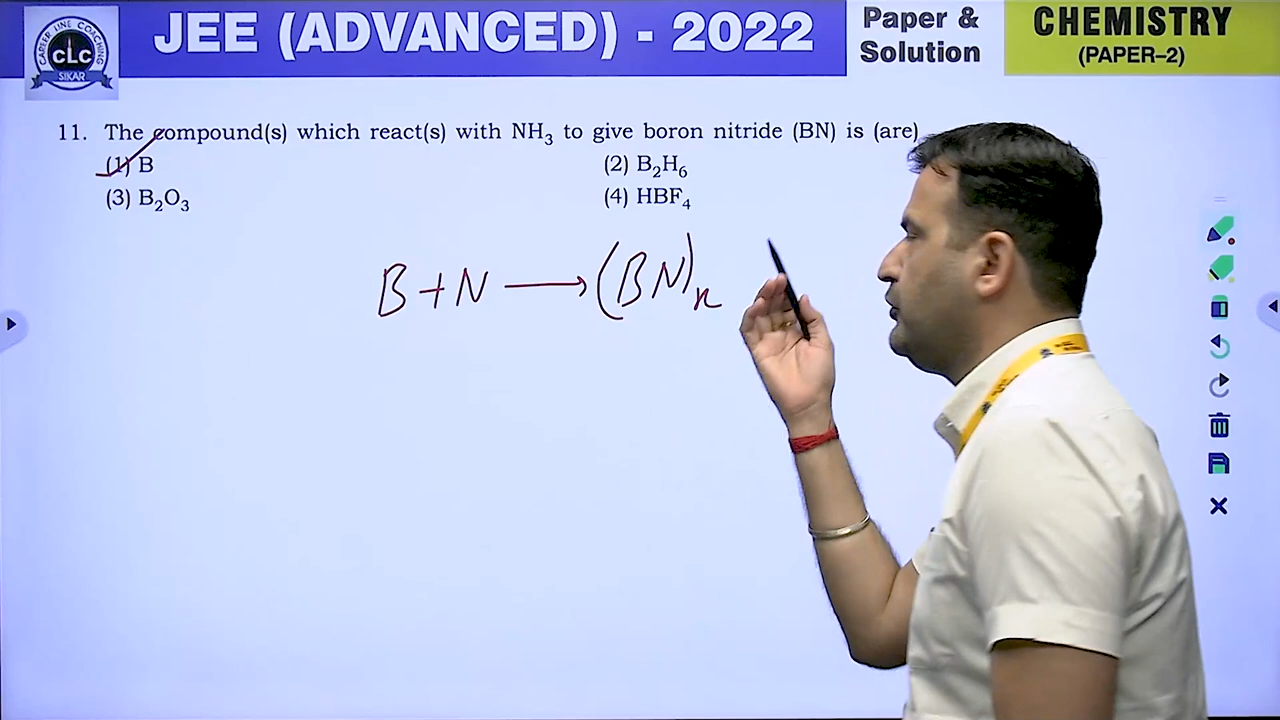 CAREER LINE COACHING
CLC
SIKAR
JEE (ADVANCED) - 2022
Paper &
Solution
CHEMISTRY
(PAPER–2)
11. The compound(s) which react(s) with NH₃ to give boron nitride (BN) is (are)
(1) B
(2) B₂H₆
(3) B₂O₃
(4) HBF₄
B + N ⟶ (BN)ₙ